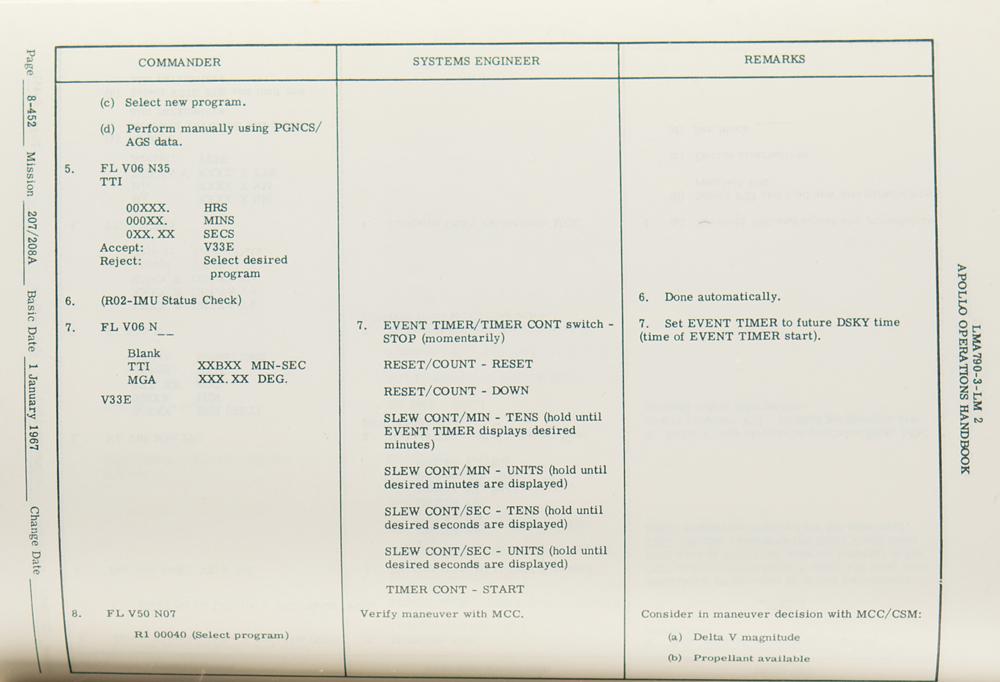 COMMANDER
SYSTEMS ENGINEER
REMARKS
(c) Select new program.
(d) Perform manually using PGNCS/
AGS data.
5. FL V06 N35
TTI
00XXX. HRS
000XX. MINS
0XX.XX SECS
Accept: V33E
Reject: Select desired
program
6. (R02-IMU Status Check)
6. Done automatically.
7. FL V06 N__
Blank
TTI XXBXX MIN-SEC
MGA XXX.XX DEG.
V33E
7. EVENT TIMER/TIMER CONT switch -
STOP (momentarily)
RESET/COUNT - RESET
RESET/COUNT - DOWN
SLEW CONT/MIN - TENS (hold until
EVENT TIMER displays desired
minutes)
SLEW CONT/MIN - UNITS (hold until
desired minutes are displayed)
SLEW CONT/SEC - TENS (hold until
desired seconds are displayed)
SLEW CONT/SEC - UNITS (hold until
desired seconds are displayed)
TIMER CONT - START
7. Set EVENT TIMER to future DSKY time
(time of EVENT TIMER start).
8. FL V50 N07
R1 00040 (Select program)
Verify maneuver with MCC.
Consider in maneuver decision with MCC/CSM:
(a) Delta V magnitude
(b) Propellant available
Page 8-452 Mission 207/208A Basic Date 1 January 1967 Change Date
LMA790-3-LM 2
APOLLO OPERATIONS HANDBOOK